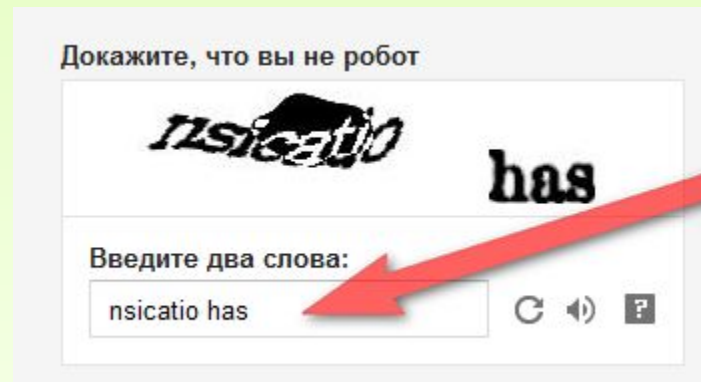 Докажите, что вы не робот
nsicatio has
Введите два слова:
nsicatio has
?